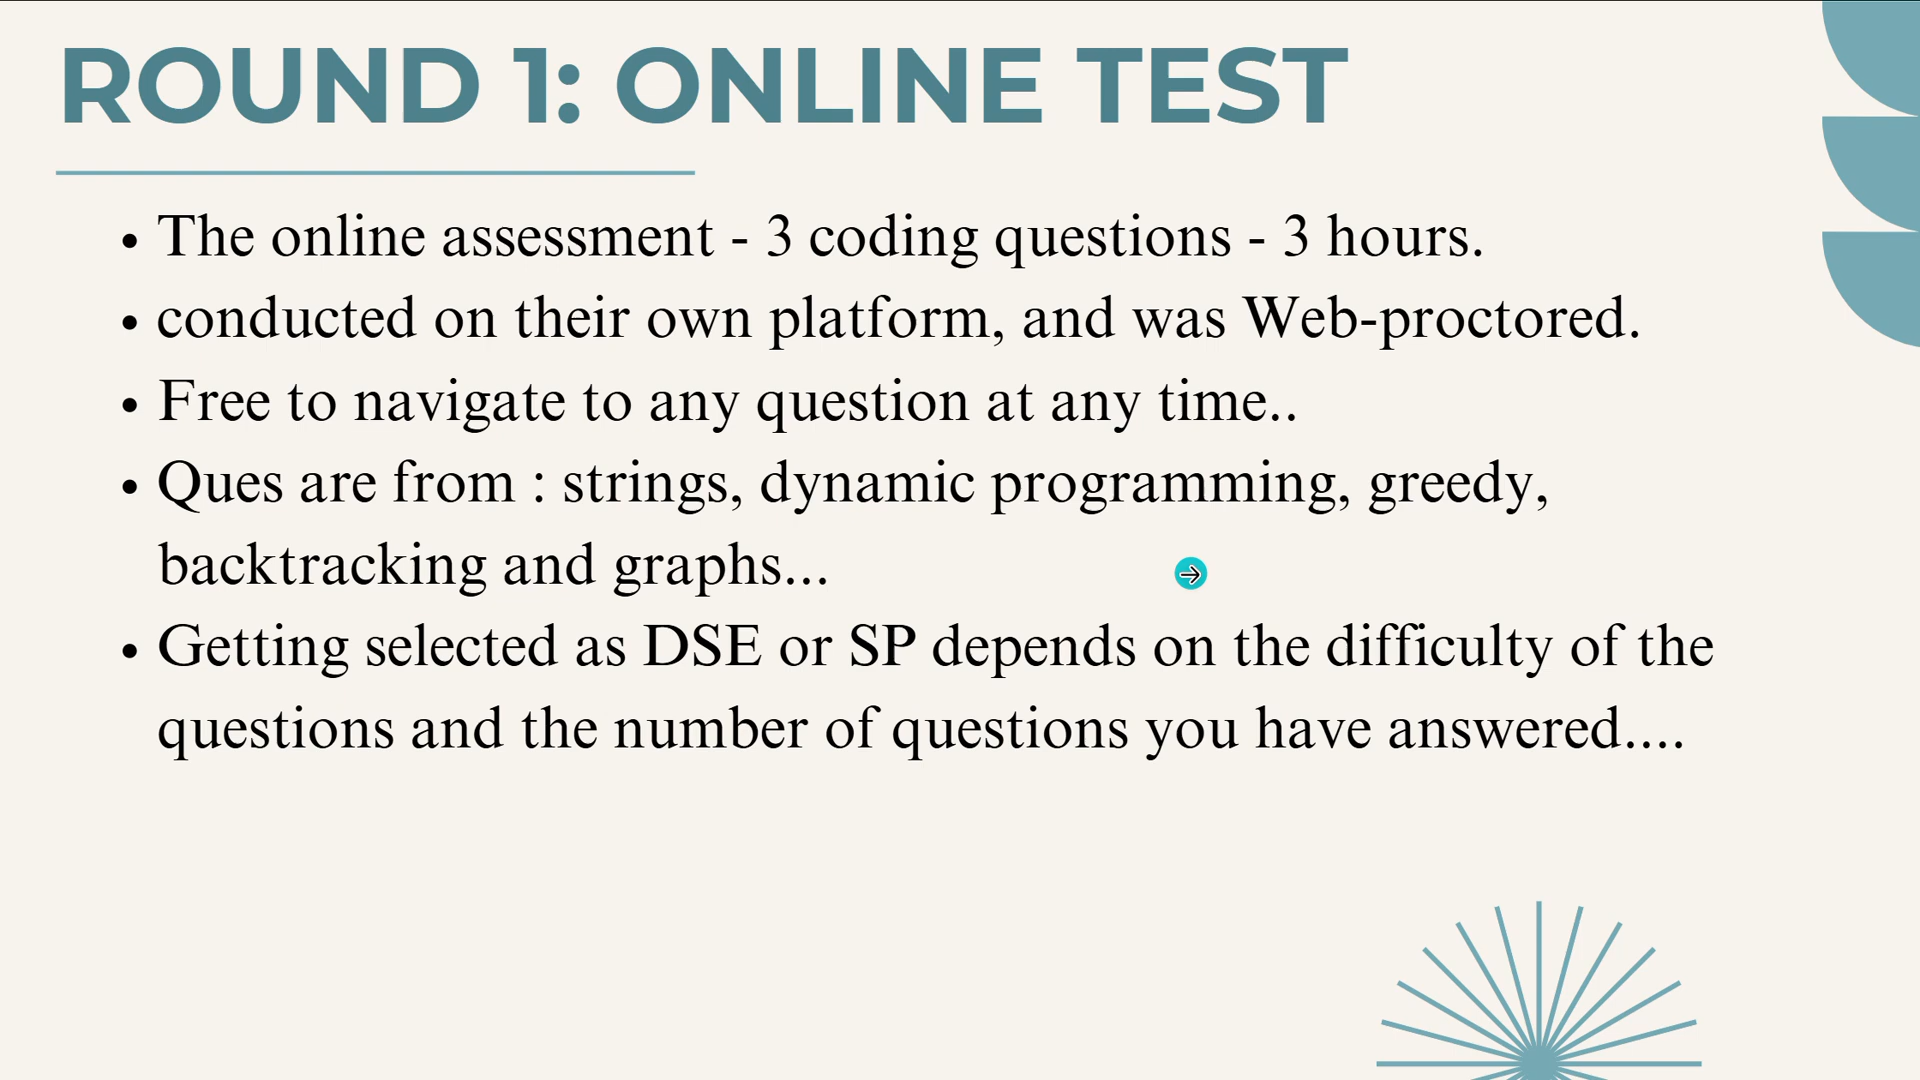 ROUND 1: ONLINE TEST
• The online assessment - 3 coding questions - 3 hours.
• conducted on their own platform, and was Web-proctored.
• Free to navigate to any question at any time..
• Ques are from : strings, dynamic programming, greedy,
backtracking and graphs...
• Getting selected as DSE or SP depends on the difficulty of the
questions and the number of questions you have answered....